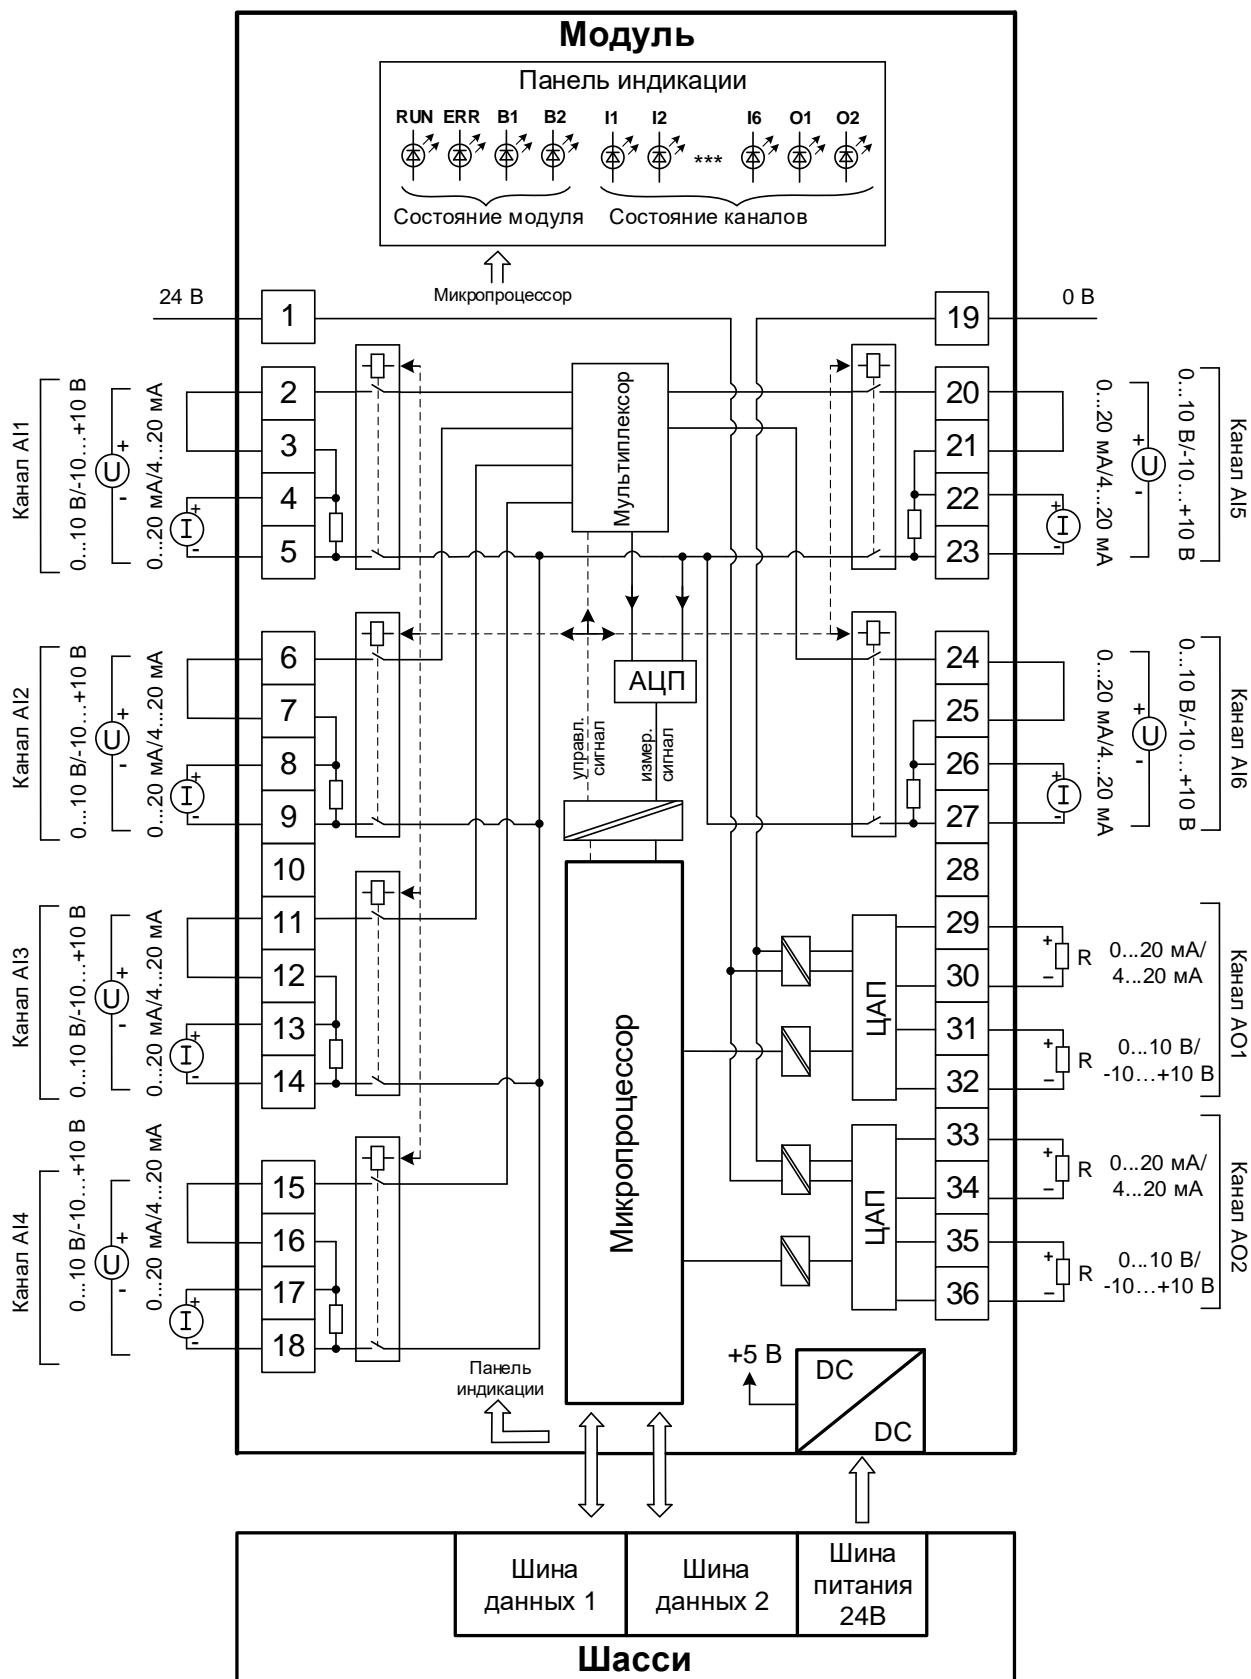 Модуль
Панель индикации
RUN ERR B1 B2 I1 I2 *** I6 O1 O2
Состояние модуля
Состояние каналов
Микропроцессор
24 В
0 В
1
2
3
4
5
6
7
8
9
10
11
12
13
14
15
16
17
18
19
20
21
22
23
24
25
26
27
28
29
30
31
32
33
34
35
36
Канал AI1
0...10 В/-10...+10 В
+
U
-
0...20 мА/4...20 мА
+
I
-
Канал AI2
0...10 В/-10...+10 В
+
U
-
0...20 мА/4...20 мА
+
I
-
Канал AI3
0...10 В/-10...+10 В
+
U
-
0...20 мА/4...20 мА
+
I
-
Канал AI4
0...10 В/-10...+10 В
+
U
-
0...20 мА/4...20 мА
+
I
-
Мультиплексор
АЦП
управл.
сигнал
измер.
сигнал
Микропроцессор
+
I
-
0...20 мА/4...20 мА
+
U
-
0...10 В/-10...+10 В
Канал AI5
+
I
-
0...20 мА/4...20 мА
+
U
-
0...10 В/-10...+10 В
Канал AI6
ЦАП
+
–
R
0...20 мА/
4...20 мА
+
–
R
0...10 В/
-10...+10 В
Канал AO1
ЦАП
+
–
R
0...20 мА/
4...20 мА
+
–
R
0...10 В/
-10...+10 В
Канал AO2
Панель
индикации
+5 В
DC
DC
Шина
данных 1
Шина
данных 2
Шина
питания
24В
Шасси